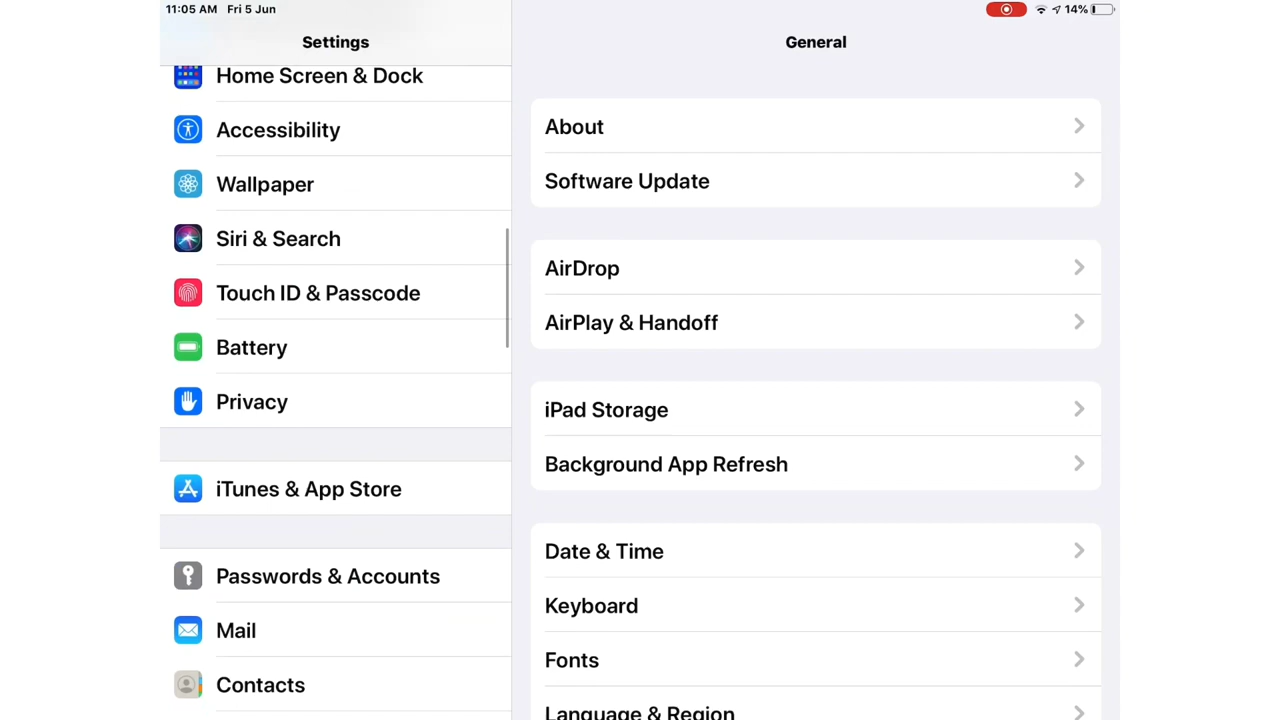 11:05 AM Fri 5 Jun
14%
Settings
Home Screen & Dock
Accessibility
Wallpaper
Siri & Search
Touch ID & Passcode
Battery
Privacy
iTunes & App Store
Passwords & Accounts
Mail
Contacts
General
About
Software Update
AirDrop
AirPlay & Handoff
iPad Storage
Background App Refresh
Date & Time
Keyboard
Fonts
Language & Region